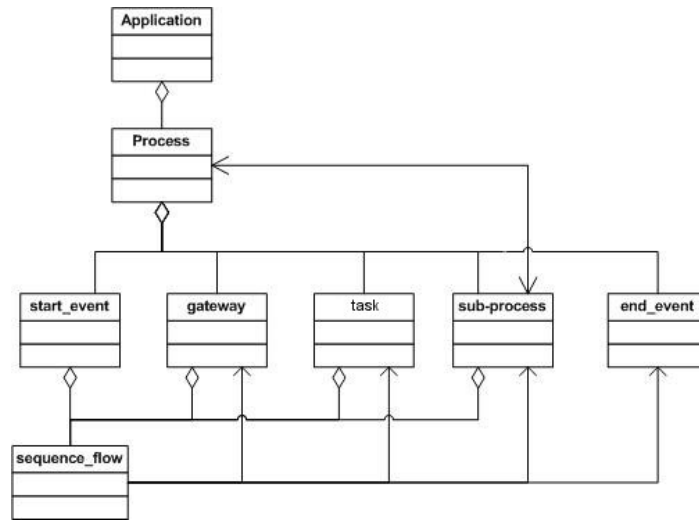 Application
Process
start_event
gateway
task
sub-process
end_event
sequence_flow